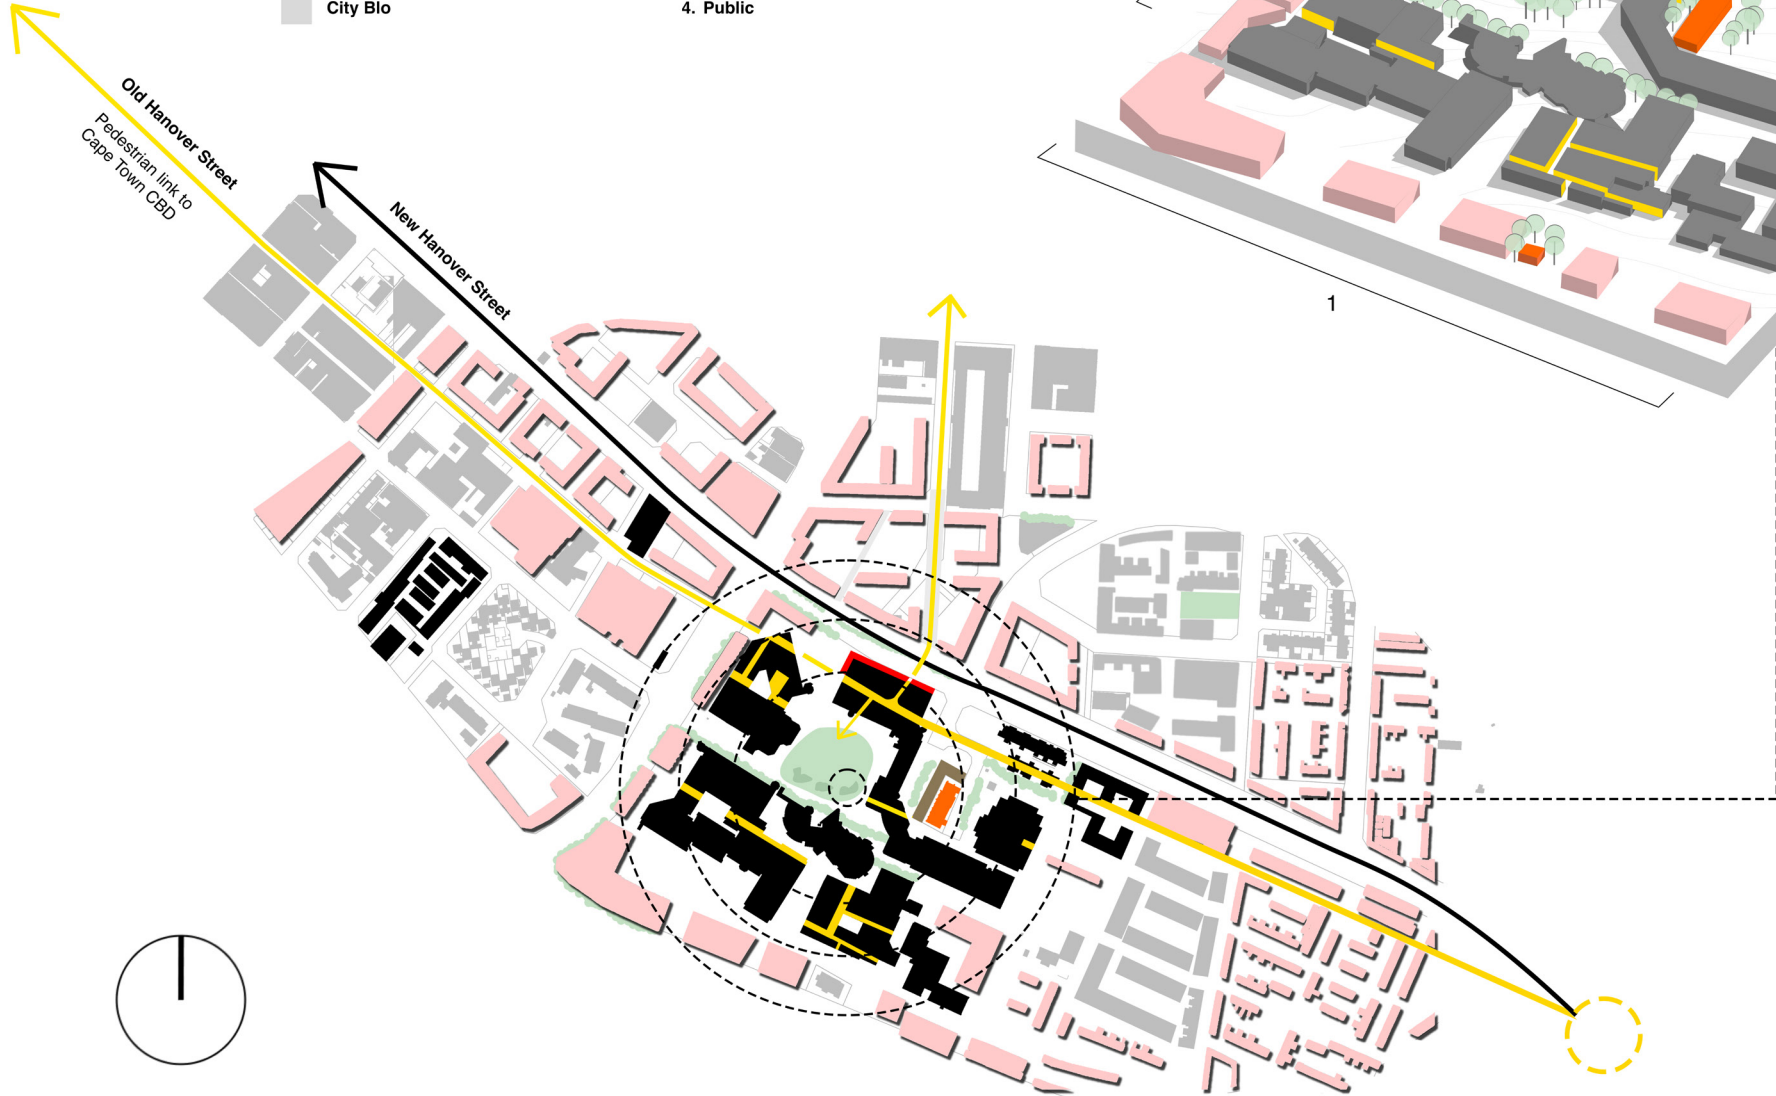 City Blo
4. Public
Old Hanover Street
Pedestrian link to
Cape Town CBD
New Hanover Street
1